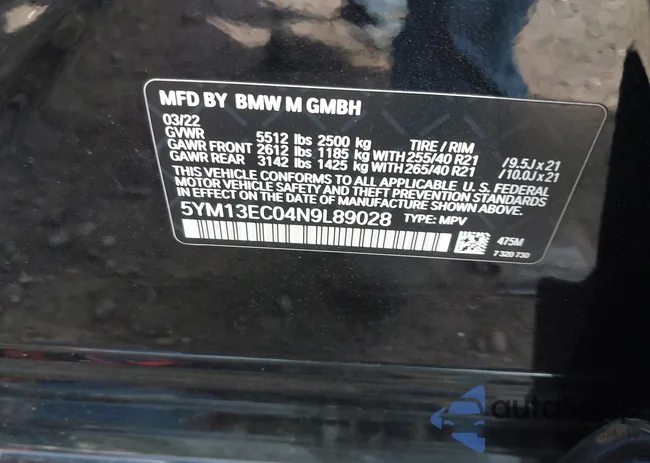 MFD BY BMW M GMBH
03/22
GVWR 5512 lbs 2500 kg TIRE / RIM
GAWR FRONT 2612 lbs 1185 kg WITH 255/40 R21 / 9.5J x 21
GAWR REAR 3142 lbs 1425 kg WITH 265/40 R21 / 10.0J x 21
THIS VEHICLE CONFORMS TO ALL APPLICABLE U. S. FEDERAL
MOTOR VEHICLE SAFETY AND THEFT PREVENTION STANDARDS
IN EFFECT ON THE DATE OF MANUFACTURE SHOWN ABOVE.
5YM13EC04N9L89028 TYPE: MPV
475M
7 320 730